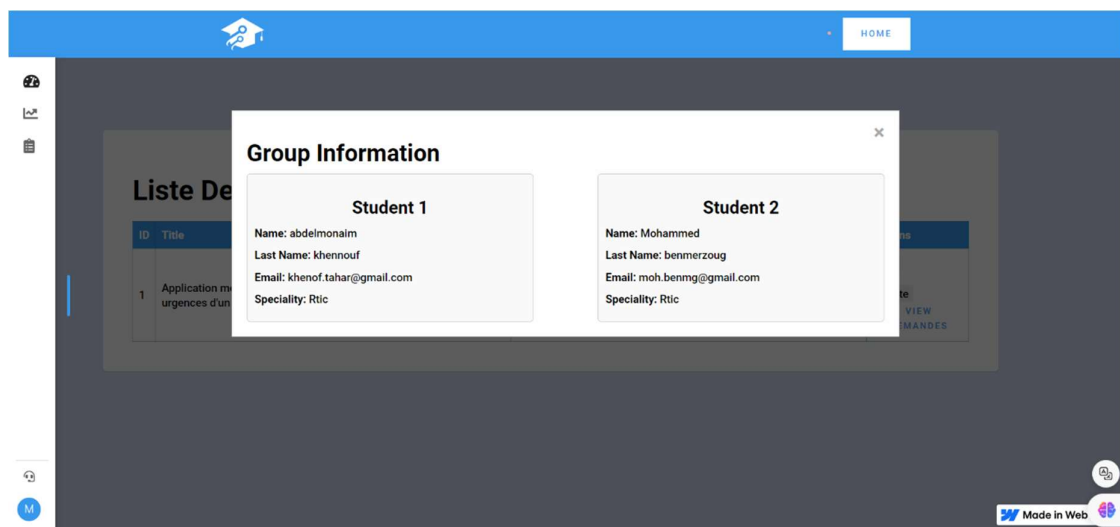 HOME
Group Information
Student 1
Name: abdelmonaim
Last Name: khennouf
Email: khenof.tahar@gmail.com
Speciality: Rtic
Student 2
Name: Mohammed
Last Name: benmerzoug
Email: moh.benmg@gmail.com
Speciality: Rtic
Liste De
ID Title
1 Application
urgences d'un
VIEW
M
Made in Web